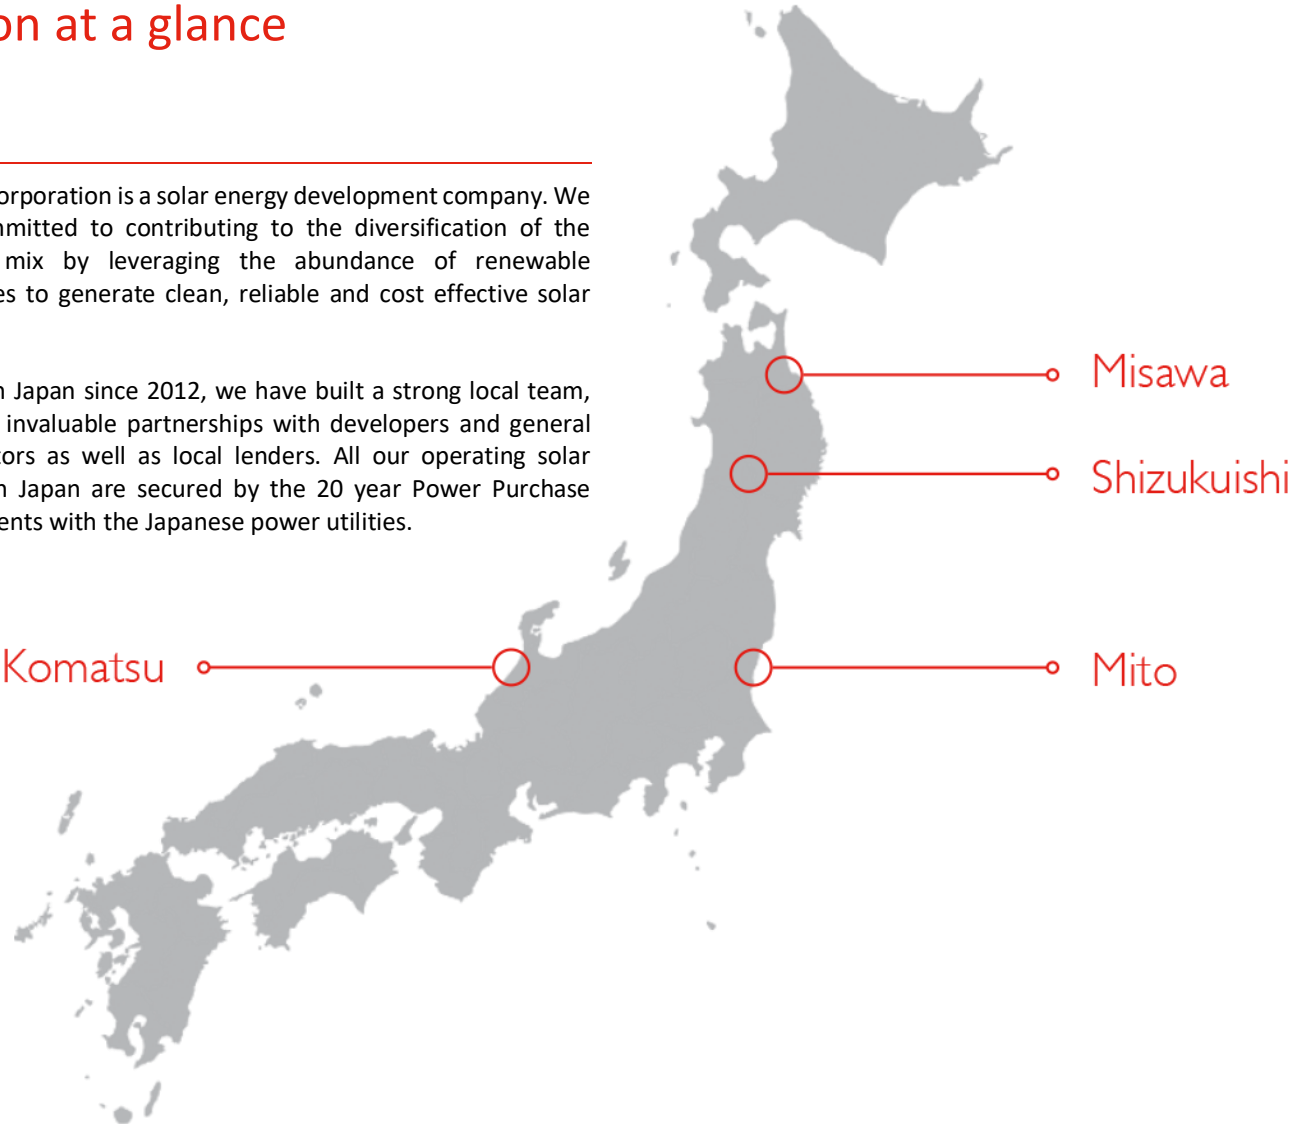 on at a glance
orporation is a solar energy development company. We
mmitted to contributing to the diversification of the
mix by leveraging the abundance of renewable
es to generate clean, reliable and cost effective solar
n Japan since 2012, we have built a strong local team,
invaluable partnerships with developers and general
tors as well as local lenders. All our operating solar
n Japan are secured by the 20 year Power Purchase
ents with the Japanese power utilities.
Misawa
Shizukuishi
Komatsu
Mito